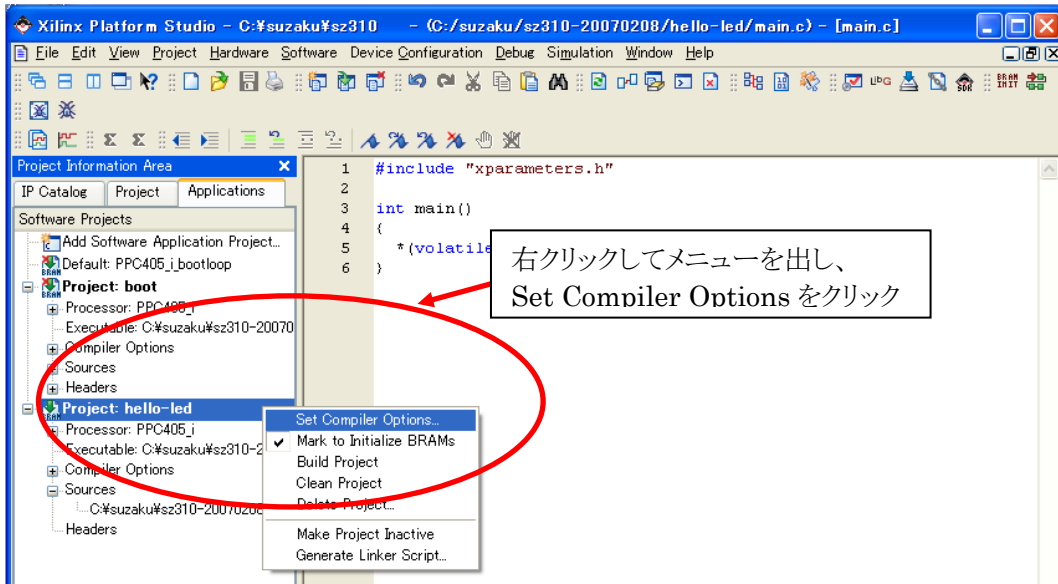 Xilinx Platform Studio - C:¥suzaku¥sz310 - (C:/suzaku/sz310-20070208/hello-led/main.c) - [main.c]
File Edit View Project Hardware Software Device Configuration Debug Simulation Window Help
Project Information Area
IP Catalog Project Applications
Software Projects
Add Software Application Project...
Default: PPC405_i_bootloop
Project: boot
Processor: PPC405_i
Executable: C:¥suzaku¥sz310-20070
Compiler Options
Sources
Headers
Project: hello-led
Processor: PPC405_i
Executable: C:¥suzaku¥sz310-2
Compiler Options
Sources
C:¥suzaku¥sz310-20070208
Headers
1 #include "xparameters.h"
2
3 int main()
4 {
5 *(volatile
6 }
右クリックしてメニューを出し、
Set Compiler Options をクリック
Set Compiler Options...
Mark to Initialize BRAMs
Build Project
Clean Project
Delete Project...
Make Project Inactive
Generate Linker Script...